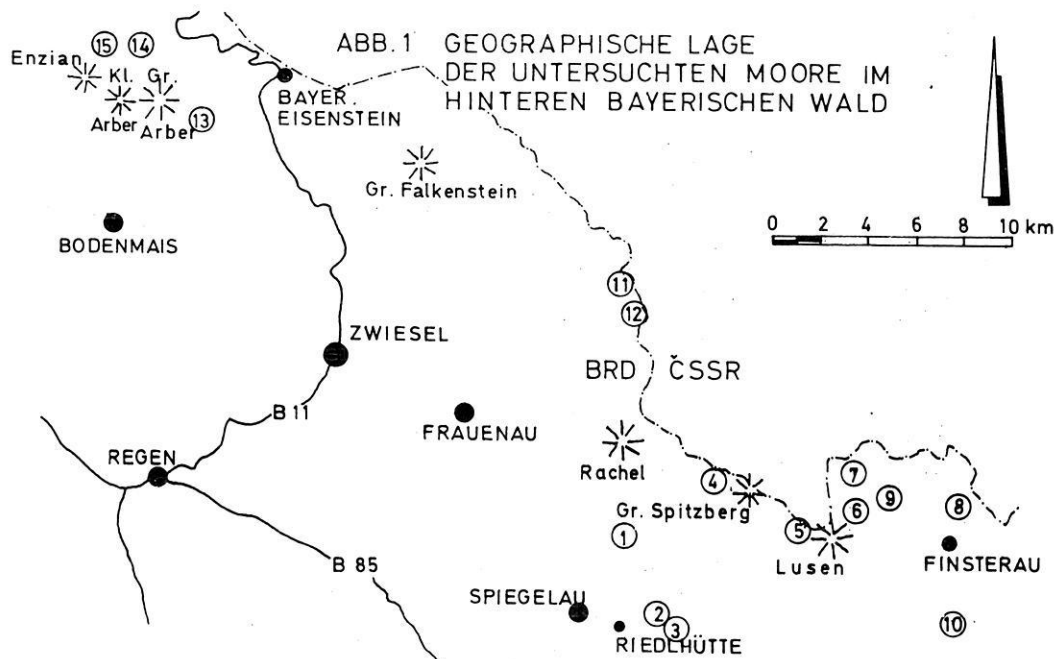 ABB. 1 GEOGRAPHISCHE LAGE
DER UNTERSUCHTEN MOORE IM
HINTEREN BAYERISCHEN WALD
15 14
Enzian
Kl. Gr.
Arber Arber 13
BAYER.
EISENSTEIN
Gr. Falkenstein
0 2 4 6 8 10 km
BODENMAIS
11
12
ZWIESEL
BRD ČSSR
B 11
FRAUENAU
REGEN
Rachel
4
Gr. Spitzberg
7
6 9 8
5
Lusen
1
FINSTERAU
B 85
SPIEGELAU
2 3
RIEDLHÜTTE
10